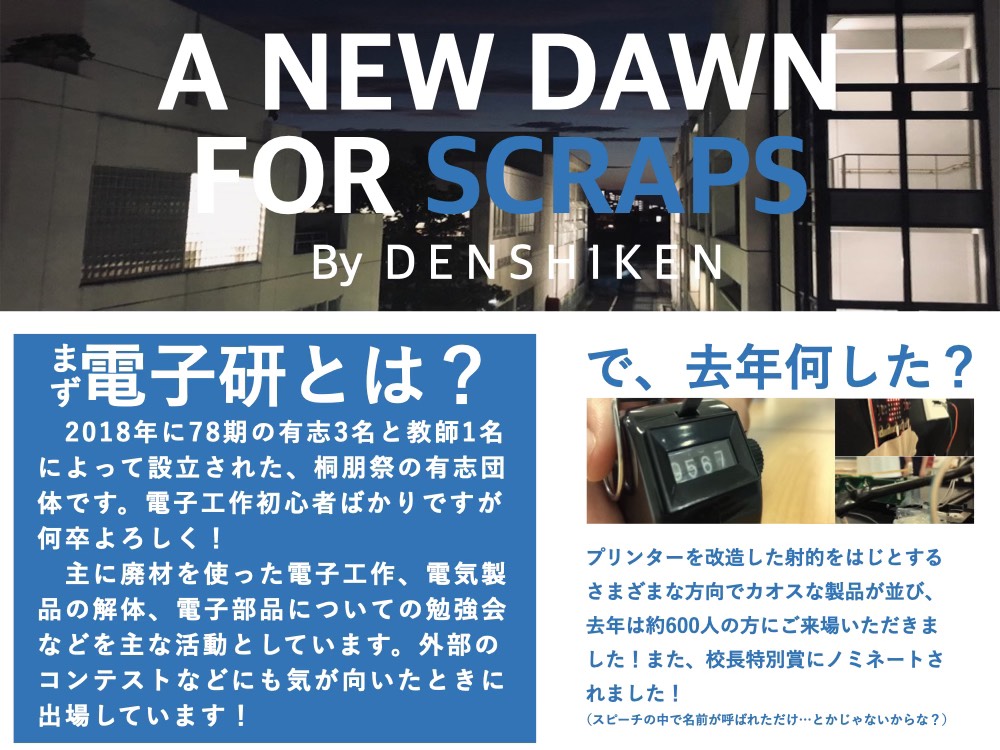 A NEW DAWN
FOR SCRAPS
By DENSH1KEN
まず電子研とは？
　2018年に78期の有志3名と教師1名
によって設立された、桐朋祭の有志団
体です。電子工作初心者ばかりですが
何卒よろしく！
　主に廃材を使った電子工作、電気製
品の解体、電子部品についての勉強会
などを主な活動としています。外部の
コンテストなどにも気が向いたときに
出場しています！
で、去年何した？
0567
プリンターを改造した射的をはじとする
さまざまな方向でカオスな製品が並び、
去年は約600人の方にご来場いただきま
した！また、校長特別賞にノミネートさ
れました！
（スピーチの中で名前が呼ばれただけ…とかじゃないからな？）